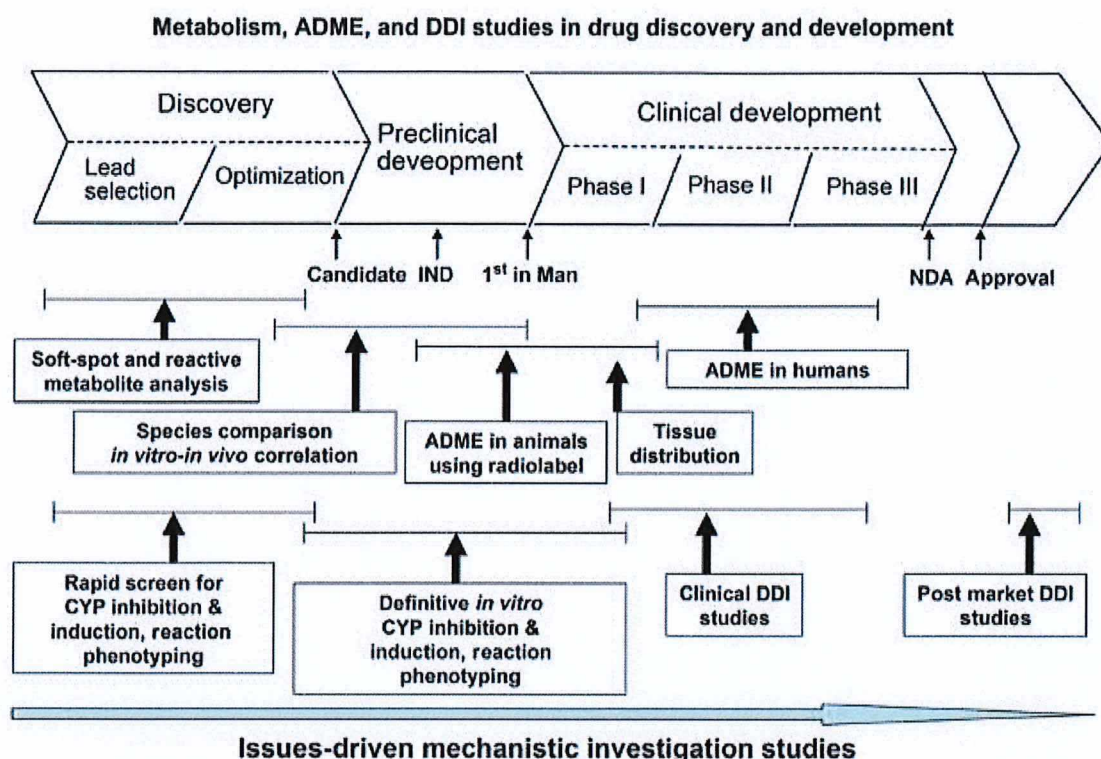 Metabolism, ADME, and DDI studies in drug discovery and development
Discovery
Preclinical
deveopment
Clinical development
Lead
selection
Optimization
Phase I
Phase II
Phase III
Candidate
IND
1st in Man
NDA
Approval
Soft-spot and reactive
metabolite analysis
ADME in humans
Species comparison
in vitro-in vivo correlation
ADME in animals
using radiolabel
Tissue
distribution
Rapid screen for
CYP inhibition &
induction, reaction
phenotyping
Definitive in vitro
CYP inhibition &
induction, reaction
phenotyping
Clinical DDI
studies
Post market DDI
studies
Issues-driven mechanistic investigation studies